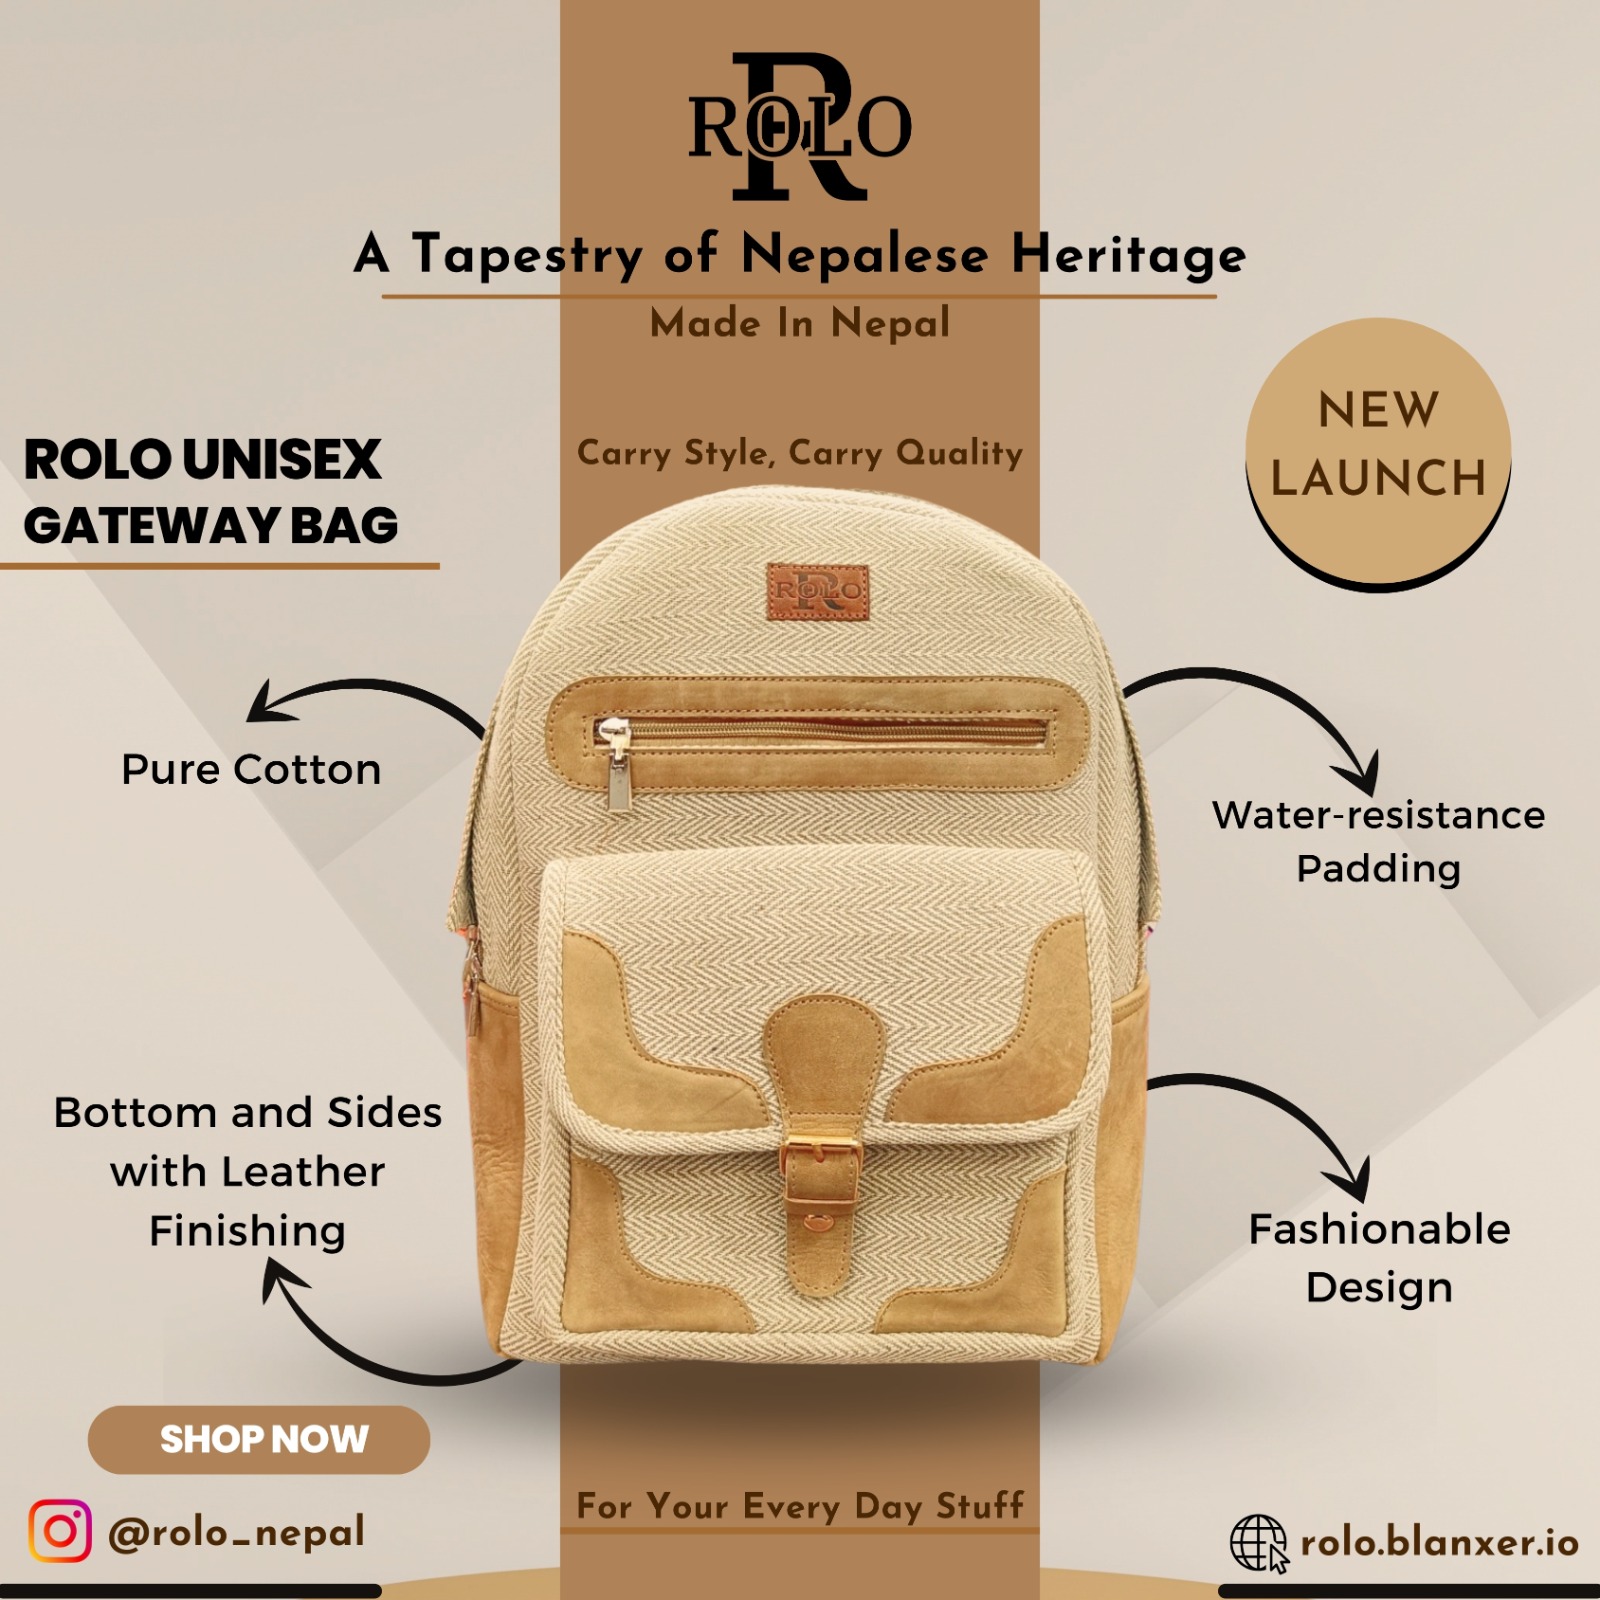 R
ROLO
A Tapestry of Nepalese Heritage
Made In Nepal
Carry Style, Carry Quality
NEW
LAUNCH
ROLO UNISEX
GATEWAY BAG
R
ROLO
Pure Cotton
Water-resistance
Padding
Bottom and Sides
with Leather
Finishing
Fashionable
Design
SHOP NOW
For Your Every Day Stuff
@rolo_nepal
rolo.blanxer.io